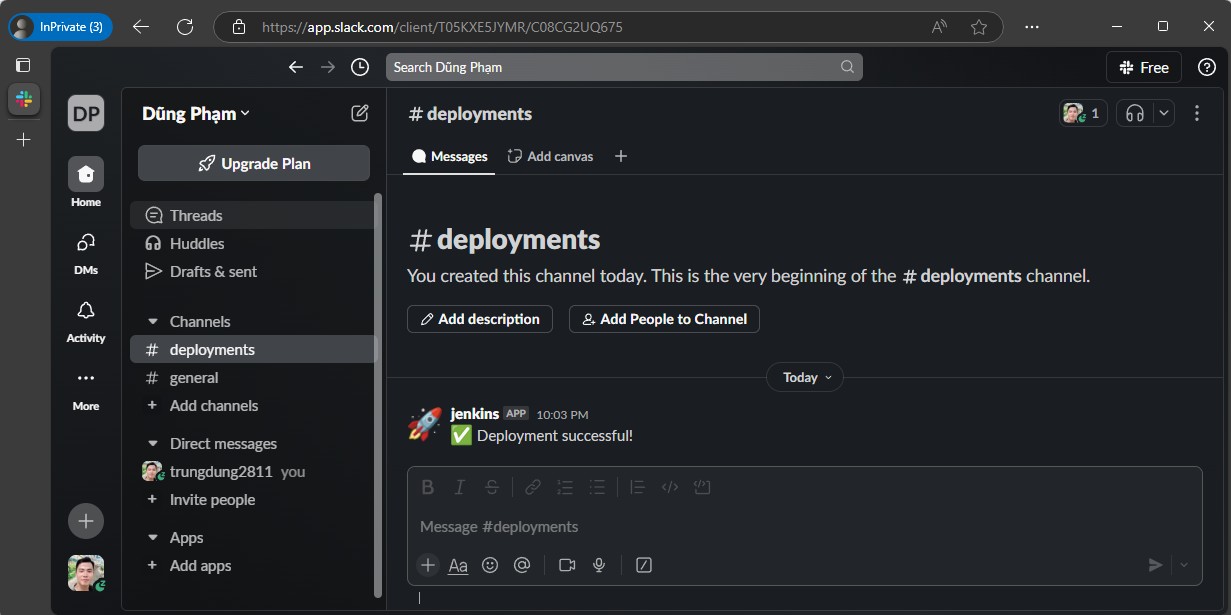 InPrivate (3)
https://app.slack.com/client/T05KXE5JYMR/C08CG2UQ675
Search Dũng Phạm
Free
DP
Home
DMs
Activity
More
Dũng Phạm
Upgrade Plan
Threads
Huddles
Drafts & sent
Channels
# deployments
# general
+ Add channels
Direct messages
trungdung2811 you
+ Invite people
Apps
+ Add apps
# deployments
1
Messages
Add canvas
# deployments
You created this channel today. This is the very beginning of the # deployments channel.
Add description
Add People to Channel
Today
jenkins APP 10:03 PM
✅ Deployment successful!
Message #deployments
Aa